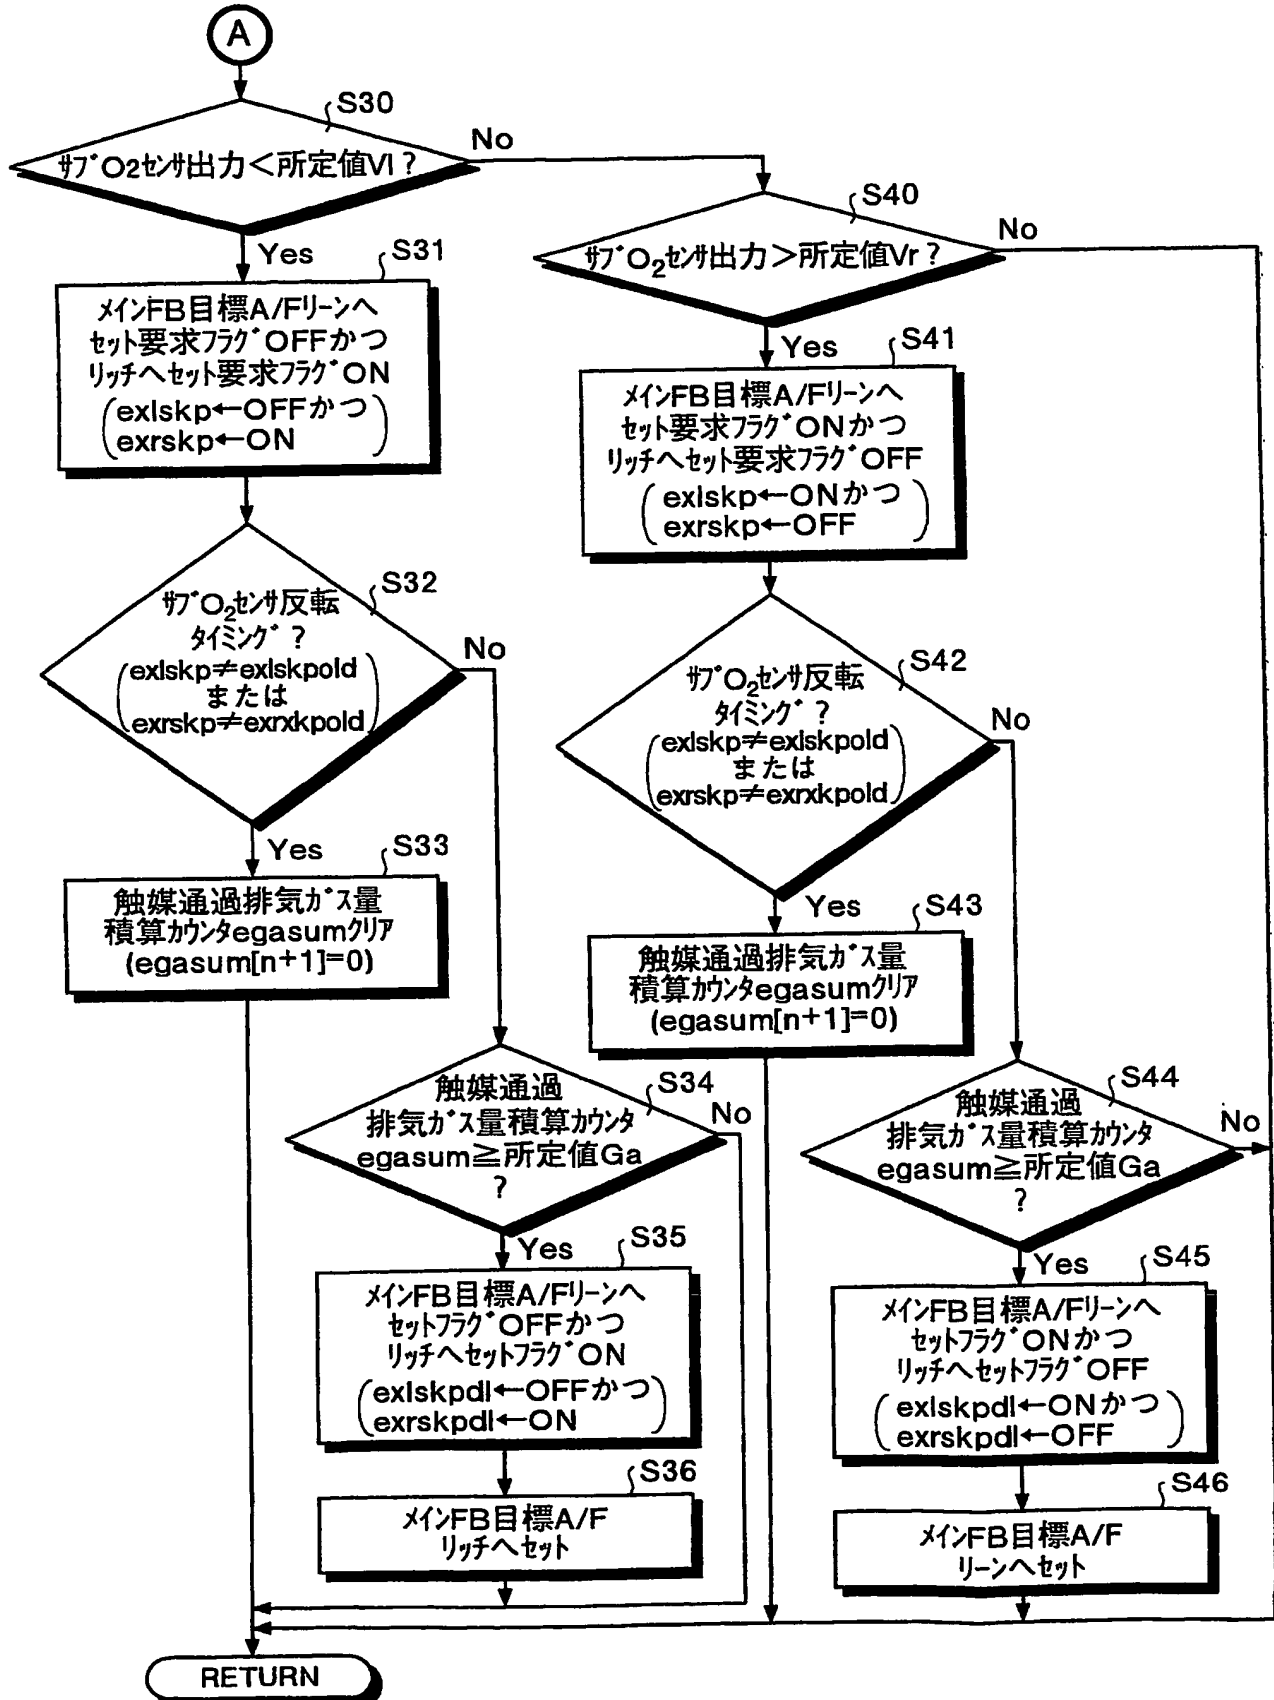 A
S30
サブO2センサ出力<所定値Vl?
No
Yes
S31
メインFB目標A/Fリーンへ
セット要求フラグOFFかつ
リッチへセット要求フラグON
(exlskp←OFFかつ
exrskp←ON)
S32
サブO₂センサ反転
タイミング?
(exlskp≠exlskpold
または
exrskp≠exrxkpold)
No
Yes
S33
触媒通過排気ガス量
積算カウンタegasumクリア
(egasum[n+1]=0)
S34
触媒通過
排気ガス量積算カウンタ
egasum≧所定値Ga
?
No
Yes
S35
メインFB目標A/Fリーンへ
セットフラグOFFかつ
リッチへセットフラグON
(exlskpdl←OFFかつ
exrskpdl←ON)
S36
メインFB目標A/F
リッチへセット
S40
サブO₂センサ出力>所定値Vr?
No
Yes
S41
メインFB目標A/Fリーンへ
セット要求フラグONかつ
リッチへセット要求フラグOFF
(exlskp←ONかつ
exrskp←OFF)
S42
サブO₂センサ反転
タイミング?
(exlskp≠exlskpold
または
exrskp≠exrxkpold)
No
Yes
S43
触媒通過排気ガス量
積算カウンタegasumクリア
(egasum[n+1]=0)
S44
触媒通過
排気ガス量積算カウンタ
egasum≧所定値Ga
?
No
Yes
S45
メインFB目標A/Fリーンへ
セットフラグONかつ
リッチへセットフラグOFF
(exlskpdl←ONかつ
exrskpdl←OFF)
S46
メインFB目標A/F
リーンへセット
RETURN